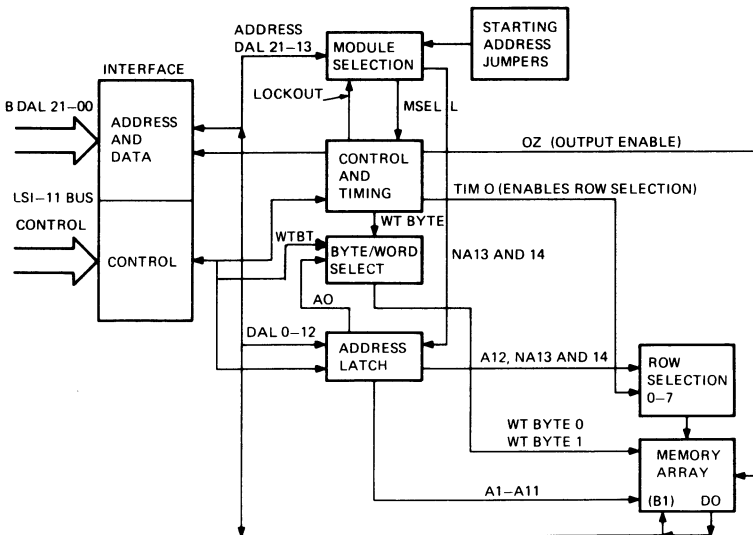 ADDRESS
DAL 21-13
MODULE
SELECTION
STARTING
ADDRESS
JUMPERS
INTERFACE
LOCKOUT
MSEL L
B DAL 21-00
ADDRESS
AND
DATA
OZ (OUTPUT ENABLE)
CONTROL
AND
TIMING
TIM O (ENABLES ROW SELECTION)
LSI-11 BUS
CONTROL
WT BYTE
WTBT
BYTE/WORD
SELECT
NA13 AND 14
CONTROL
AO
DAL 0-12
ADDRESS
LATCH
A12, NA13 AND 14
ROW
SELECTION
0-7
WT BYTE 0
WT BYTE 1
MEMORY
ARRAY
A1-A11
(B1) DO